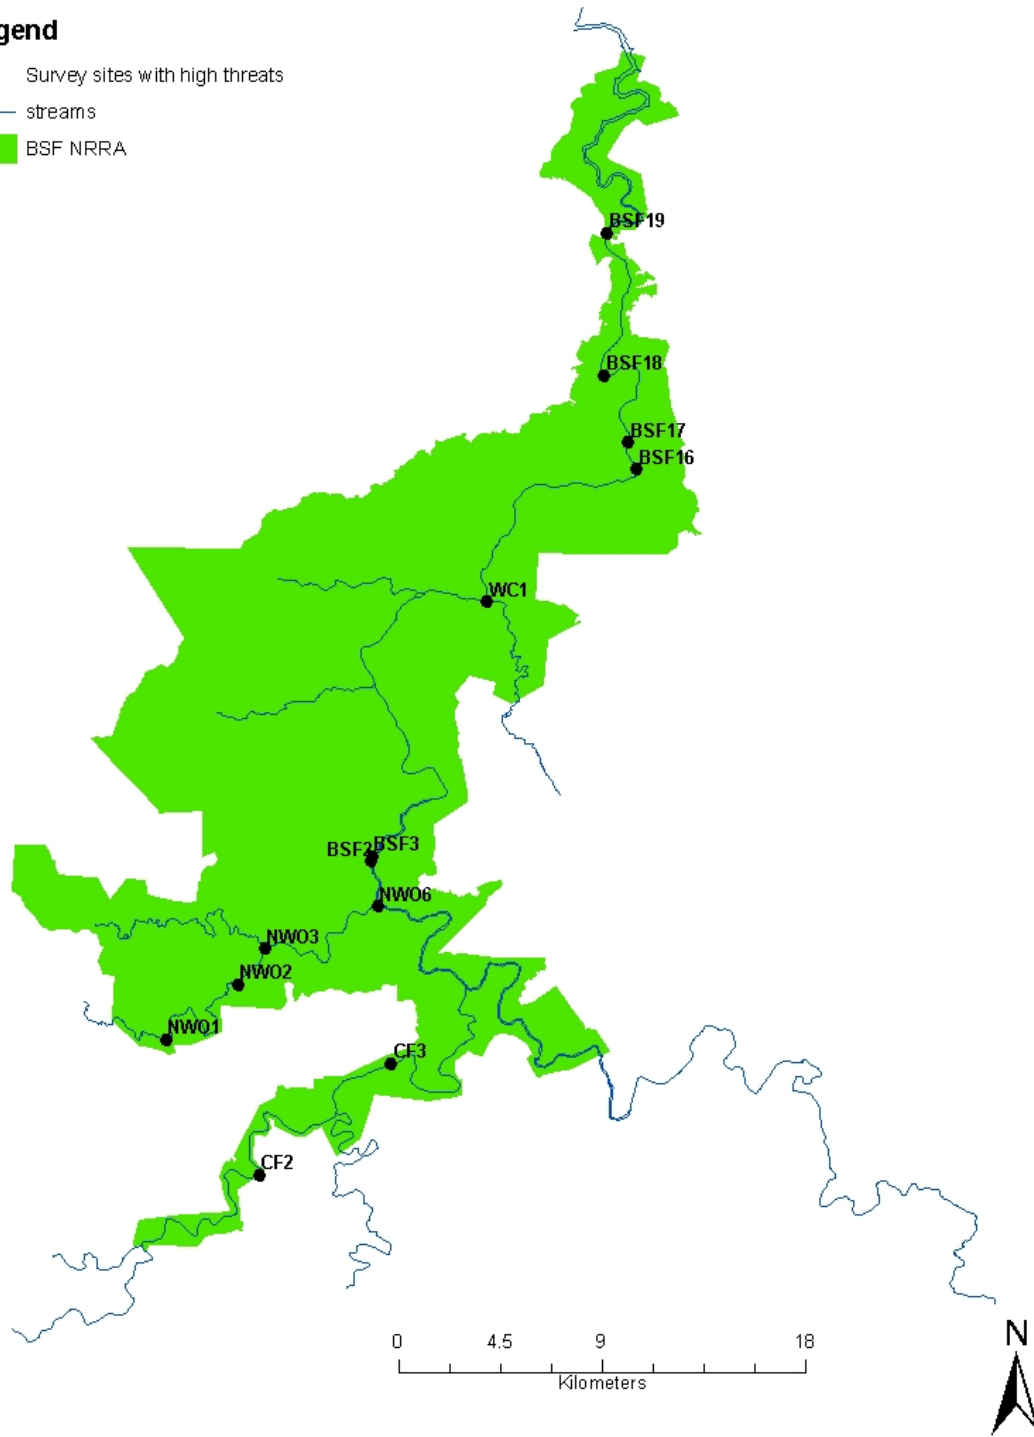 gend
Survey sites with high threats
streams
BSF NRRA
BSF19
BSF18
BSF17
BSF16
WC1
BSF2 BSF3
NWO6
NWO3
NWO2
NWO1
CF3
CF2
0 4.5 9 18
Kilometers
N